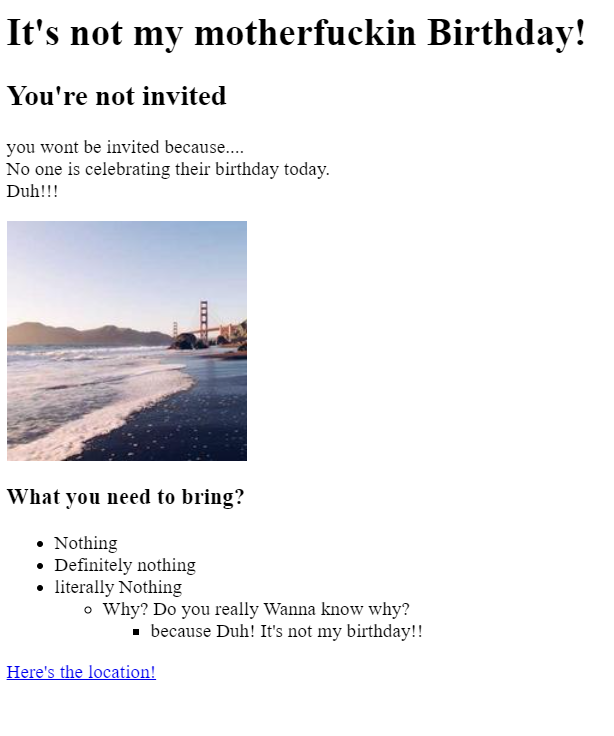 It's not my motherfuckin Birthday!
You're not invited
you wont be invited because....
No one is celebrating their birthday today.
Duh!!!
What you need to bring?
Nothing
Definitely nothing
literally Nothing
Why? Do you really Wanna know why?
because Duh! It's not my birthday!!
Here's the location!